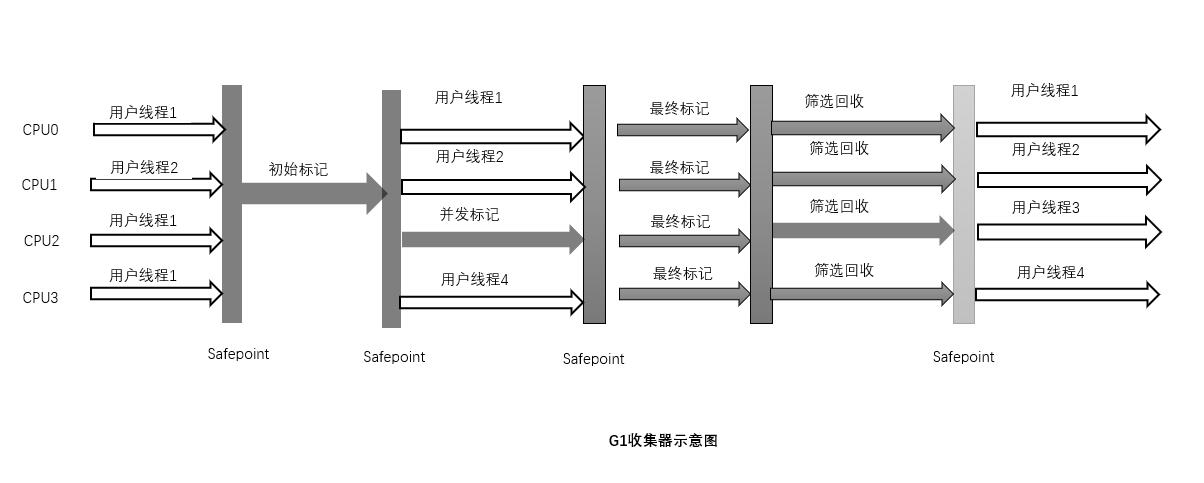 用户线程1
用户线程1
最终标记
筛选回收
用户线程1
CPU0
用户线程2
初始标记
用户线程2
最终标记
筛选回收
用户线程2
CPU1
用户线程1
并发标记
最终标记
筛选回收
用户线程3
CPU2
用户线程1
用户线程4
最终标记
筛选回收
用户线程4
CPU3
Safepoint
Safepoint
Safepoint
Safepoint
G1收集器示意图